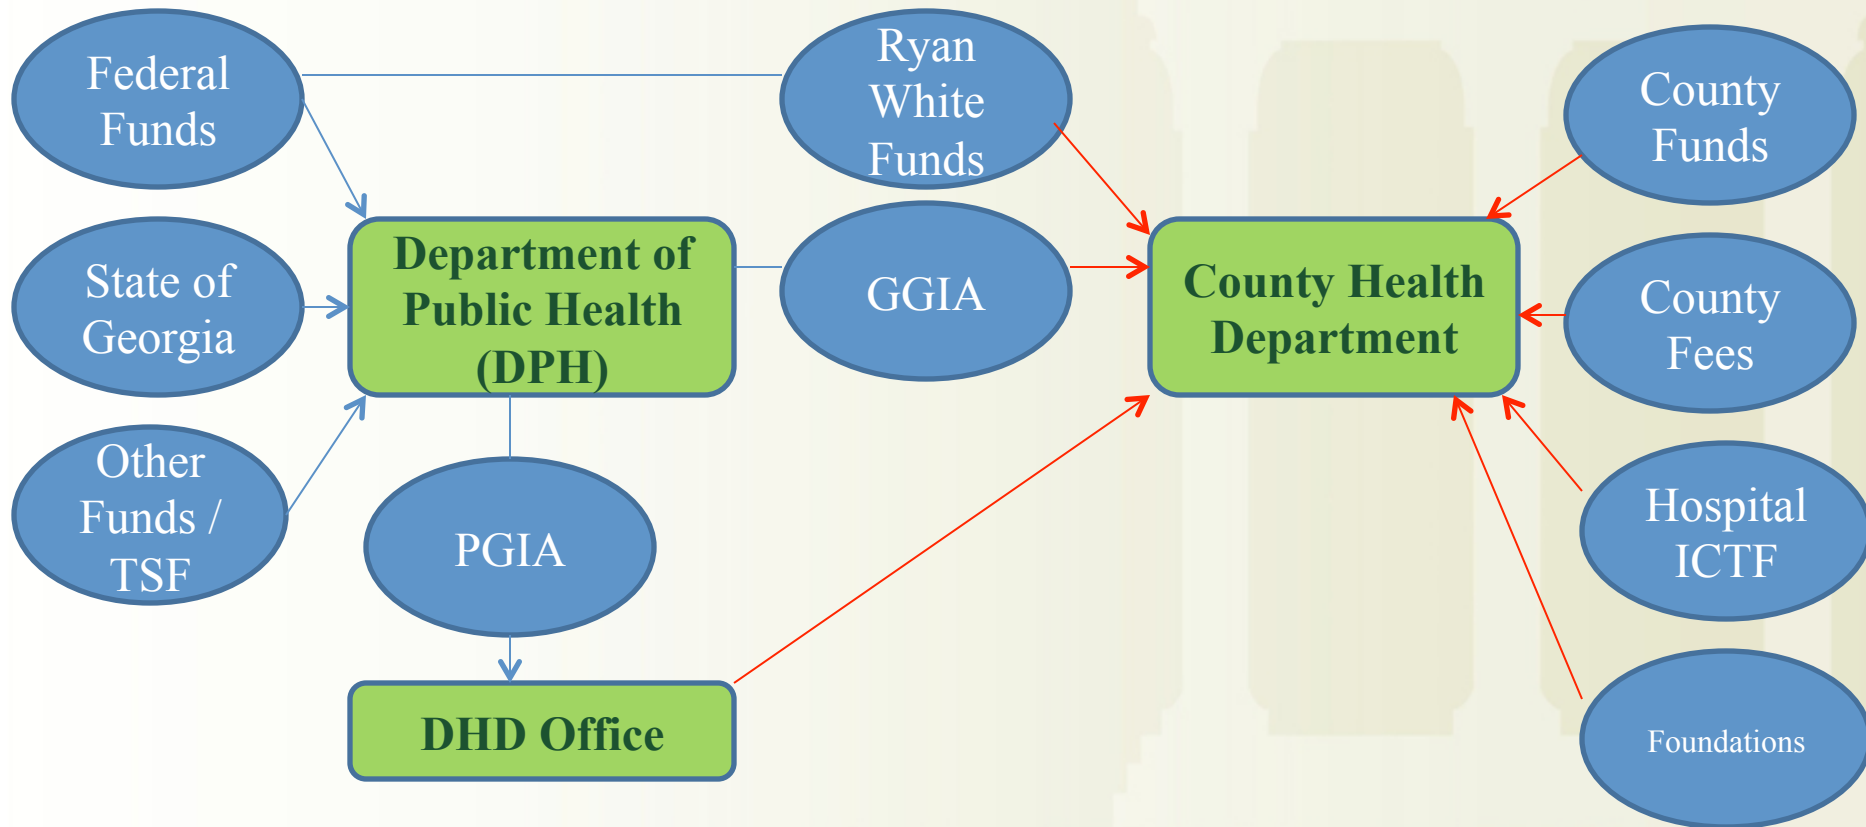 Federal
Funds
Ryan
White
Funds
County
Funds
State of
Georgia
Department of
Public Health
(DPH)
GGIA
County Health
Department
County
Fees
Other
Funds /
TSF
PGIA
Hospital
ICTF
DHD Office
Foundations